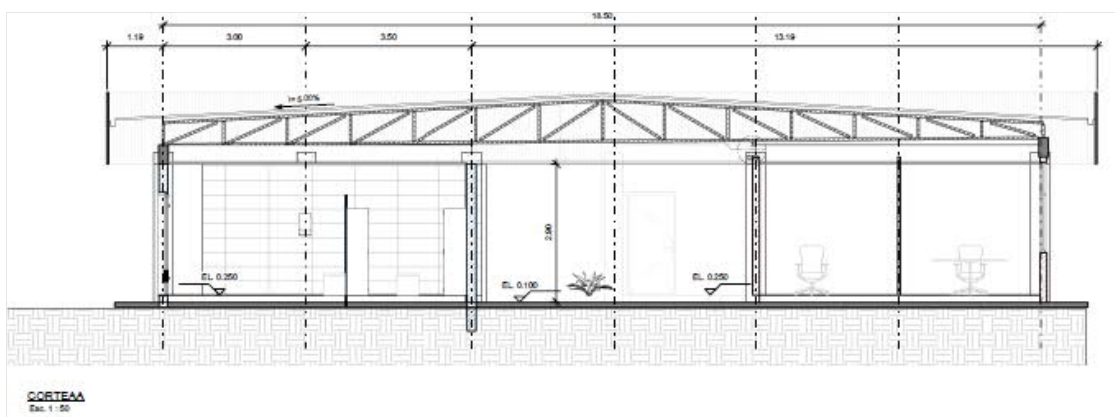 18.50
1.19 3.00 3.50 13.19
i=5.00%
2.90
EL. 0.250 EL. 0.100 EL. 0.250
CORTEAA
Esc. 1 : 50